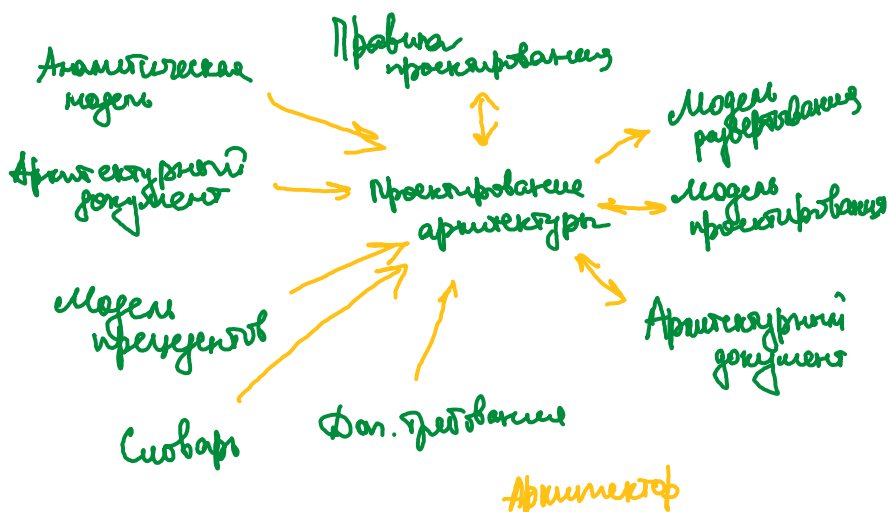 Аналитическая
модель
Правила
проектирования
Модель
развертывания
Архитектурный
документ
Проектирование
архитектуры
Модель
проектирования
Модель
прецедентов
Архитектурный
документ
Словарь
Доп. требования
Архитектор